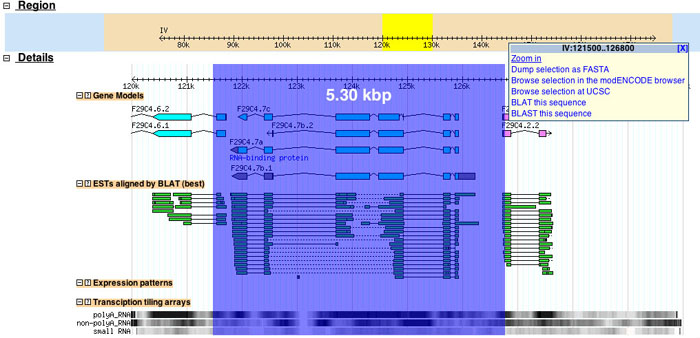 Region
IV
80k 90k 100k 110k 120k 130k 140k
IV:121500..126800 [X]
Zoom in
Dump selection as FASTA
Browse selection in the modENCODE browser
Browse selection at UCSC
BLAT this sequence
BLAST this sequence
Details
120k 121k 122k 123k 124k 125k 126k
5.30 kbp
Gene Models
F29C4.6.2 F29C4.7c
F29C4.6.1 F29C4.7b.2 F29C4.2.2
F29C4.7a
RNA-binding protein
F29C4.7b.1
ESTs aligned by BLAT (best)
Expression patterns
Transciption tiling arrays
polyA_RNA
non-polyA_RNA
small RNA